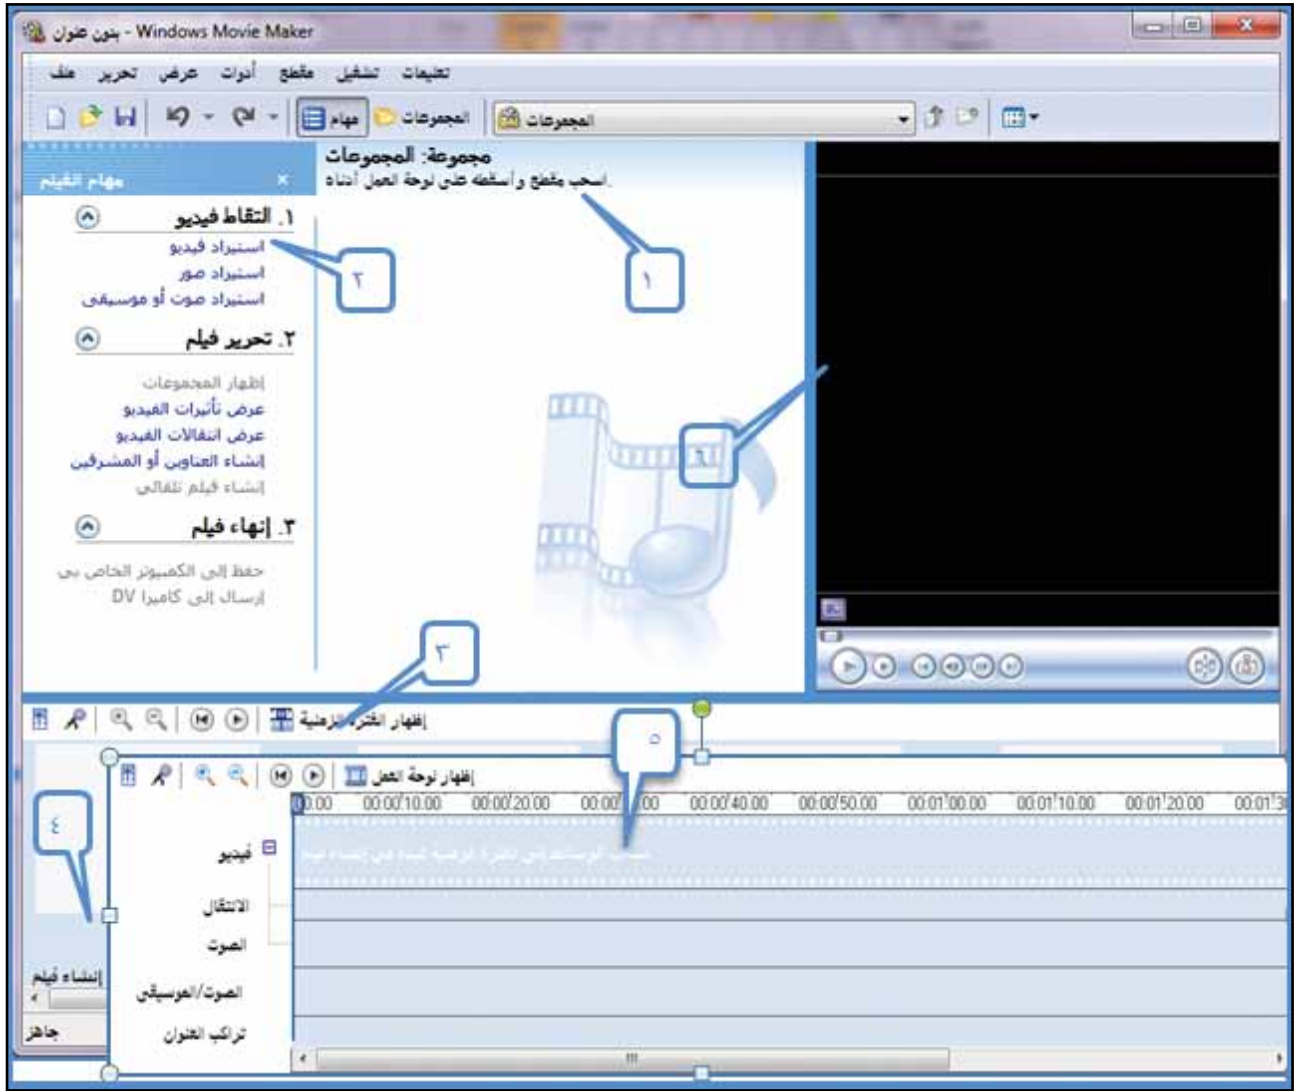 بدون عنوان - Windows Movie Maker
ملف تحرير عرض أدوات مقطع تشغيل تعليمات
مهام المجموعات المجموعات
مهام الفيلم
مجموعة: المجموعات
اسحب مقطع وأسقطه على لوحة العمل أدناه.
١
١. التقاط فيديو
استيراد فيديو
استيراد صور
استيراد صوت أو موسيقى
٢
٢. تحرير فيلم
إظهار المجموعات
عرض تأثيرات الفيديو
عرض انتقالات الفيديو
إنشاء العناوين أو المشرفين
إنشاء فيلم تلقائي
٦
٣. إنهاء فيلم
حفظ إلى الكمبيوتر الخاص بي
إرسال إلى كاميرا DV
٣
إظهار الفترة الزمنية
٥
إظهار لوحة العمل
00:00'10.00 00:00'20.00 00:00'40.00 00:00'50.00 00:01'00.00 00:01'10.00 00:01'20.00
٤
فيديو
الانتقال
الصوت
الصوت/الموسيقى
تراكب العنوان
إنشاء فيلم
جاهز